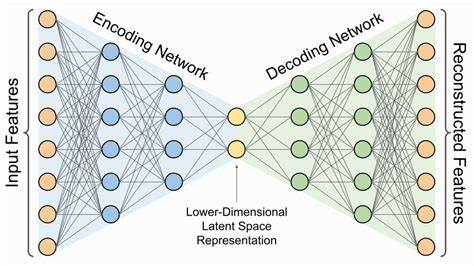 Encoding Network
Decoding Network
Input Features
Reconstructed Features
Lower-Dimensional
Latent Space
Representation